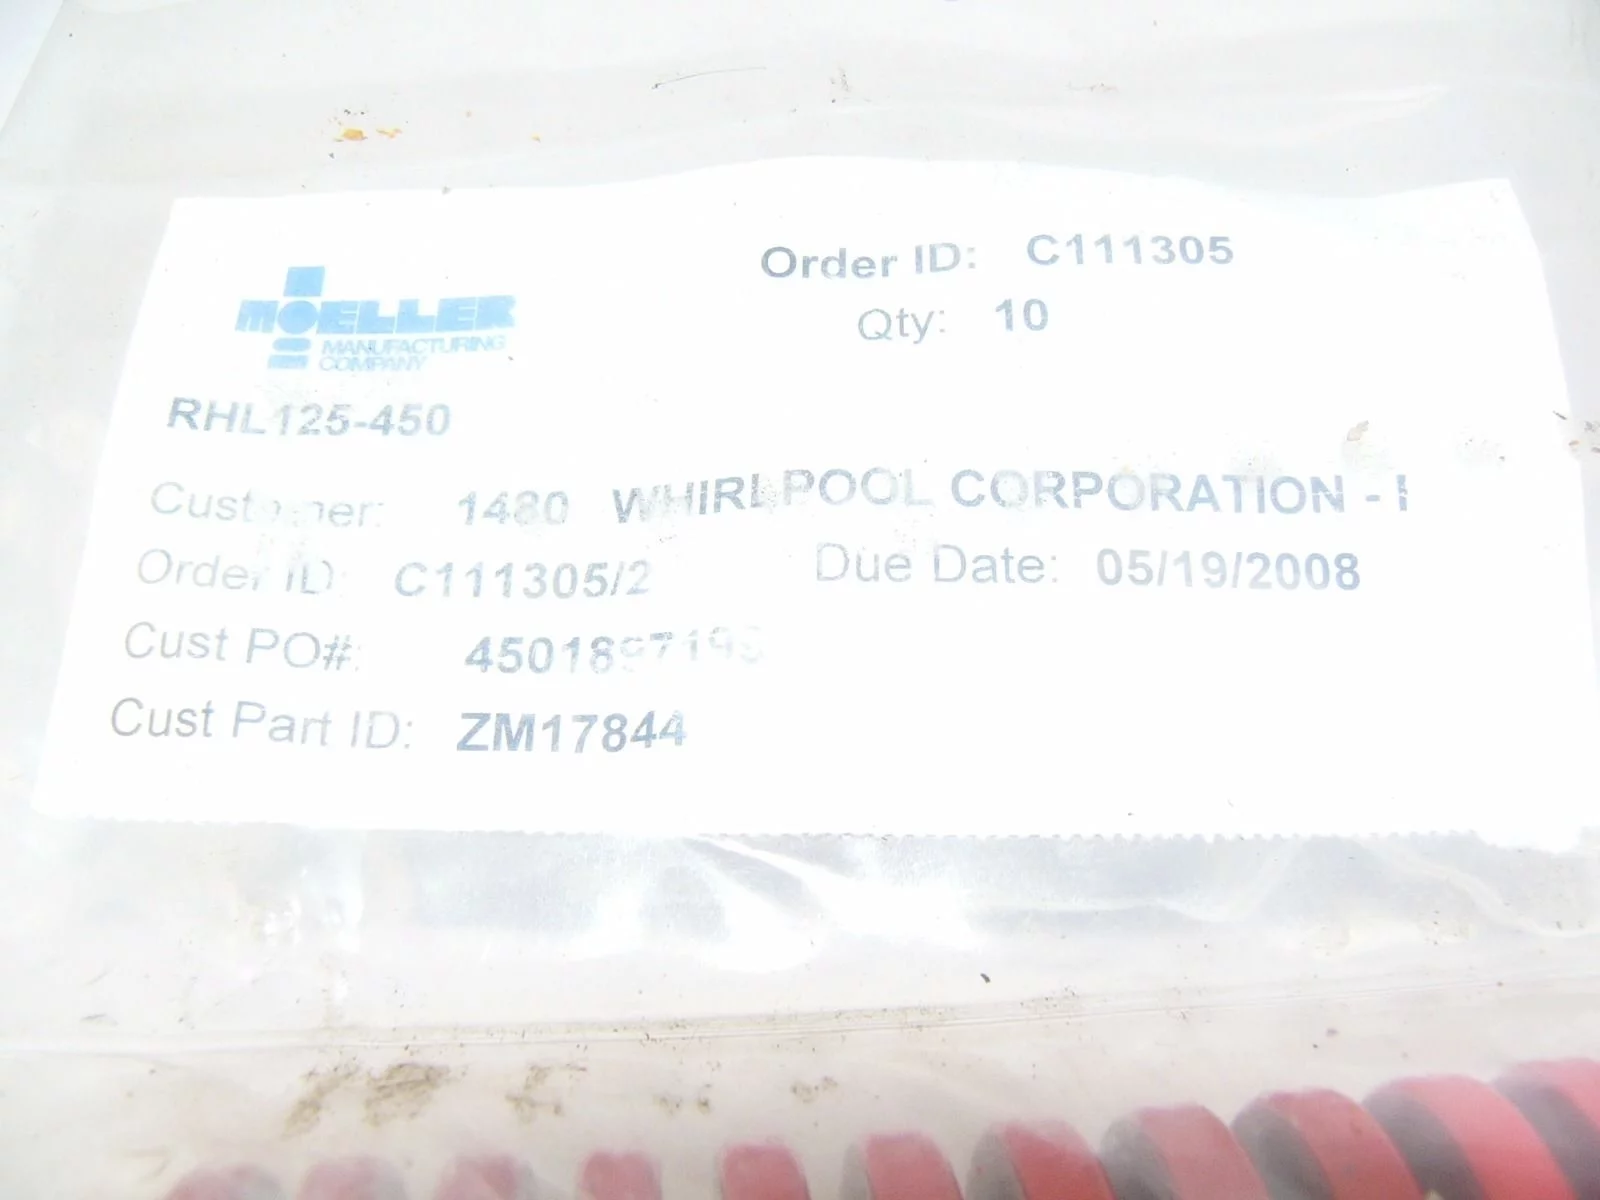 Order ID: C111305
Qty: 10
MOELLER
MANUFACTURING
COMPANY
RHL125-450
Customer: 1480 WHIRLPOOL CORPORATION -
Order ID: C111305/2
Due Date: 05/19/2008
Cust PO#:
Cust Part ID: ZM17844